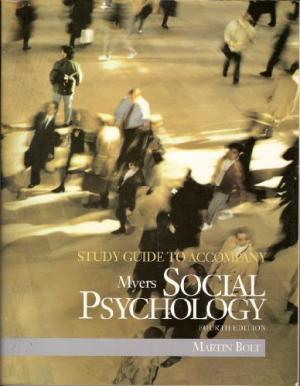 STUDY GUIDE TO ACCOMPANY
Myers SOCIAL
PSYCHOLOGY
FOURTH EDITION
MARTIN BOLT